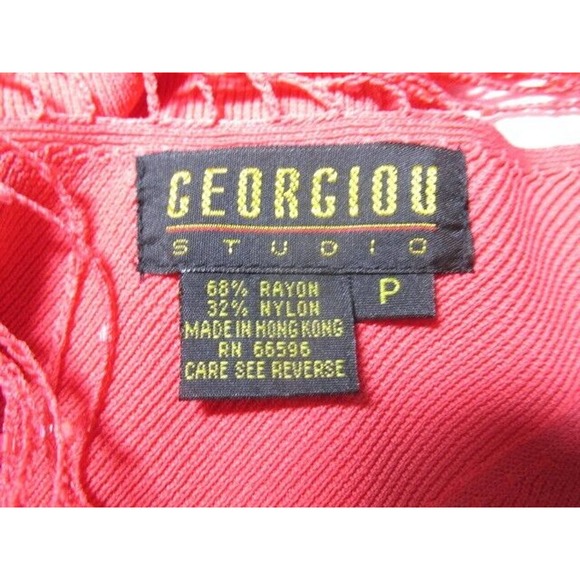 GEORGIOU
STUDIO
P
68% RAYON
32% NYLON
MADE IN HONG KONG
RN 66596
CARE SEE REVERSE